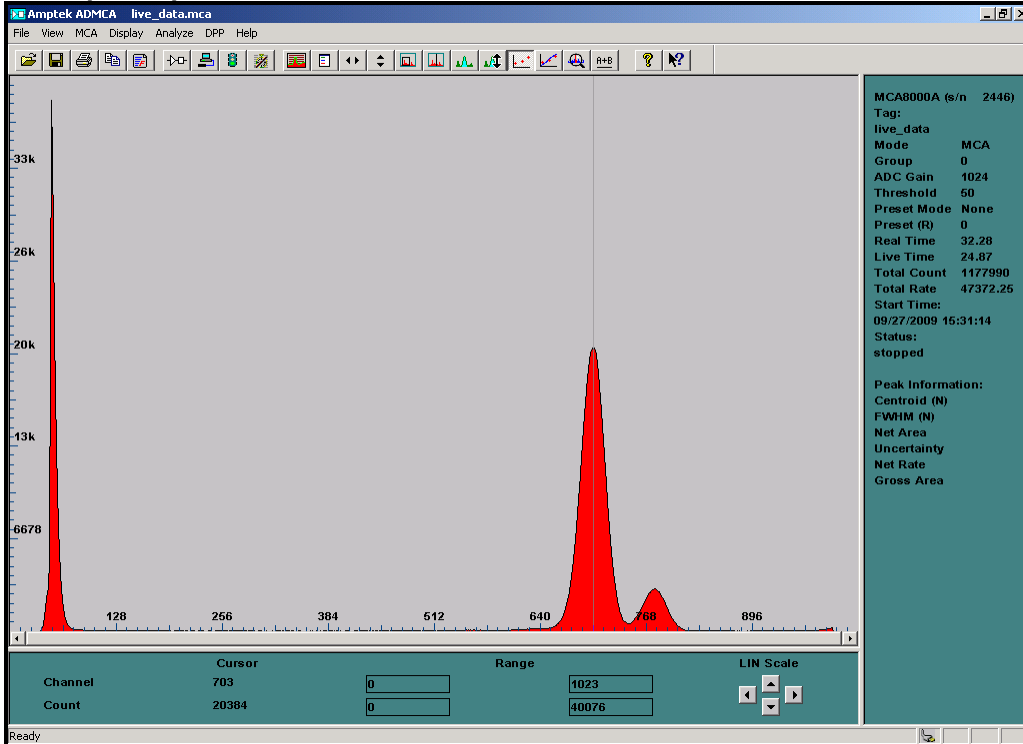 Amptek ADMCA live_data.mca
File View MCA Display Analyze DPP Help
A+B
33k
26k
20k
13k
6678
128 256 384 512 640 768 896
MCA8000A (s/n 2446)
Tag:
live_data
Mode MCA
Group 0
ADC Gain 1024
Threshold 50
Preset Mode None
Preset (R) 0
Real Time 32.28
Live Time 24.87
Total Count 1177990
Total Rate 47372.25
Start Time:
09/27/2009 15:31:14
Status:
stopped
Peak Information:
Centroid (N)
FWHM (N)
Net Area
Uncertainty
Net Rate
Gross Area
Cursor Range LIN Scale
Channel 703 0 1023
Count 20384 0 40076
Ready